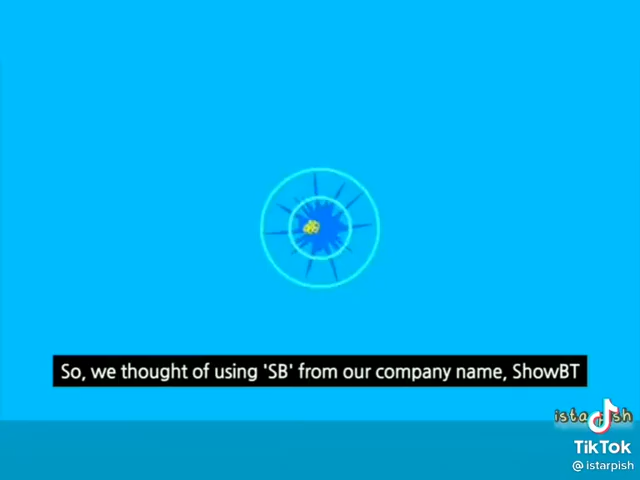 So, we thought of using 'SB' from our company name, ShowBT
istarpish
TikTok
@istarpish